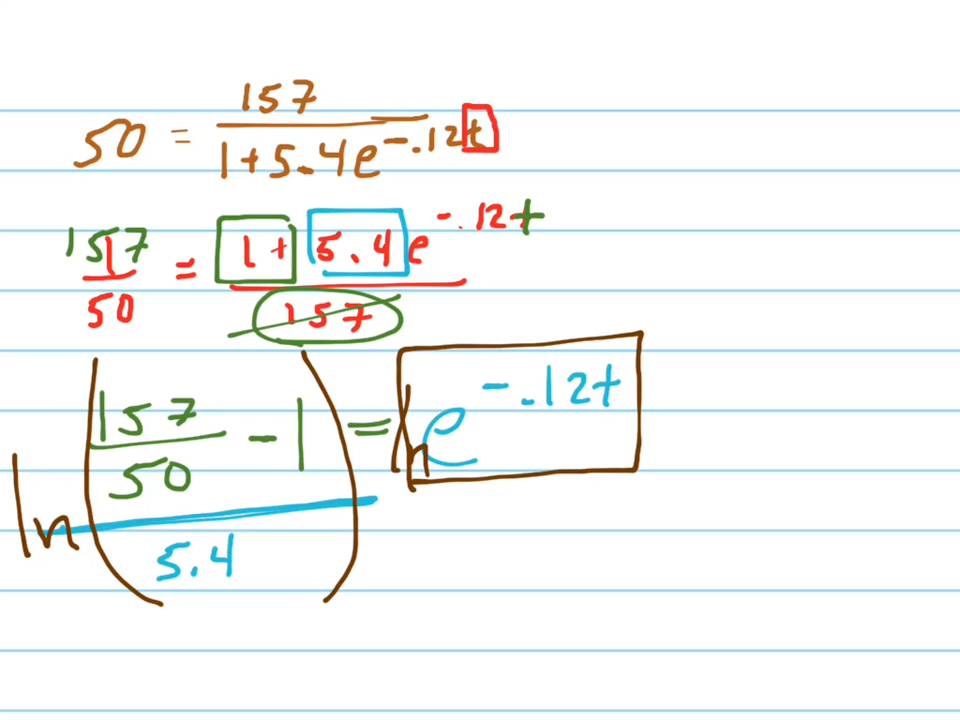 50 = 157 / 1+5.4e^-.12t
157/50 = 1+ 5.4e^-.12t / 157
ln(157/50 - 1 / 5.4) = ln e^-.12t